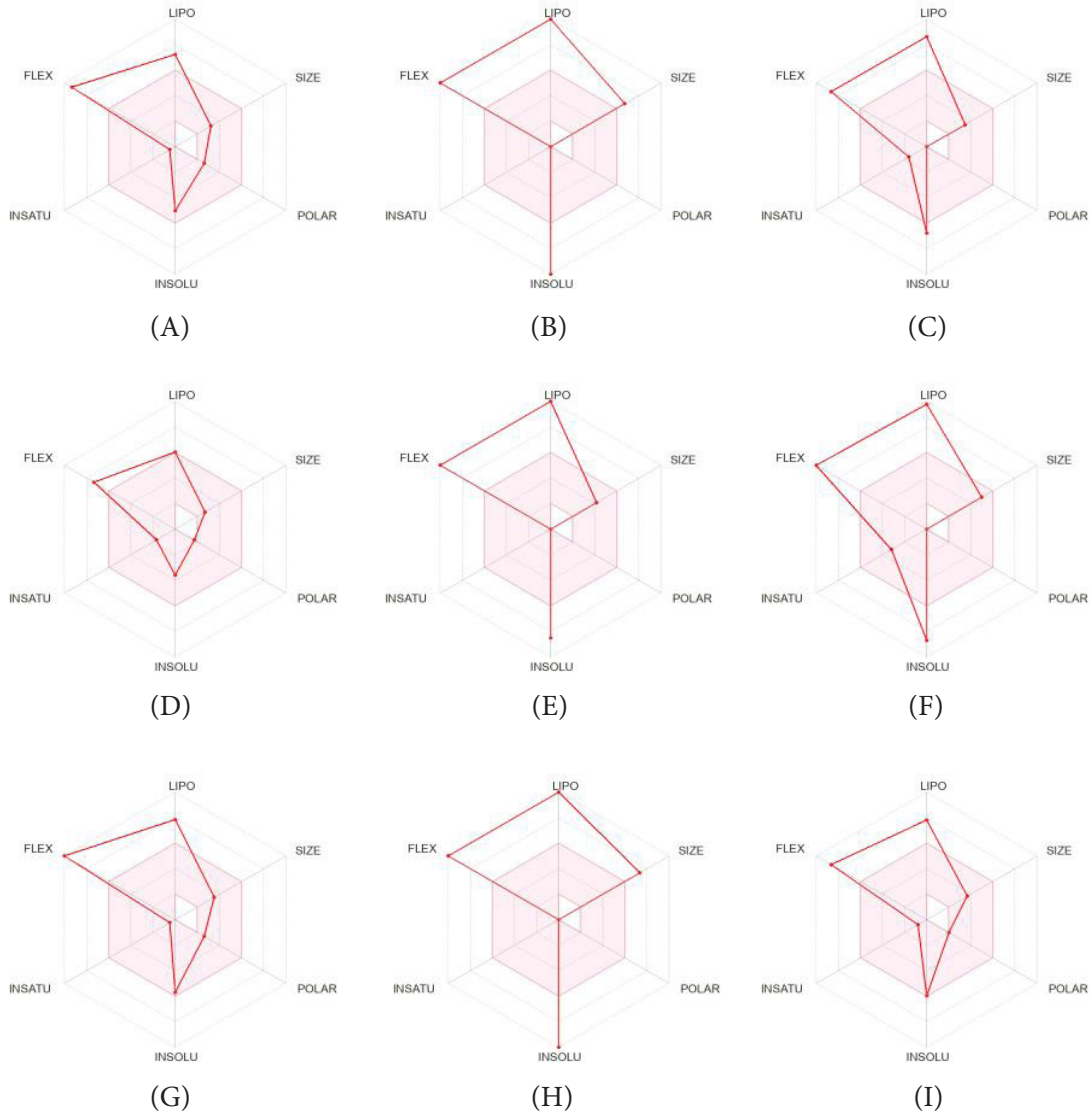 LIPO LIPO LIPO
FLEX SIZE FLEX SIZE FLEX SIZE
INSATU POLAR INSATU POLAR INSATU POLAR
INSOLU INSOLU INSOLU
(A) (B) (C)
LIPO LIPO LIPO
FLEX SIZE FLEX SIZE FLEX SIZE
INSATU POLAR INSATU POLAR INSATU POLAR
INSOLU INSOLU INSOLU
(D) (E) (F)
LIPO LIPO LIPO
FLEX SIZE FLEX SIZE FLEX SIZE
INSATU POLAR INSATU POLAR INSATU POLAR
INSOLU INSOLU INSOLU
(G) (H) (I)